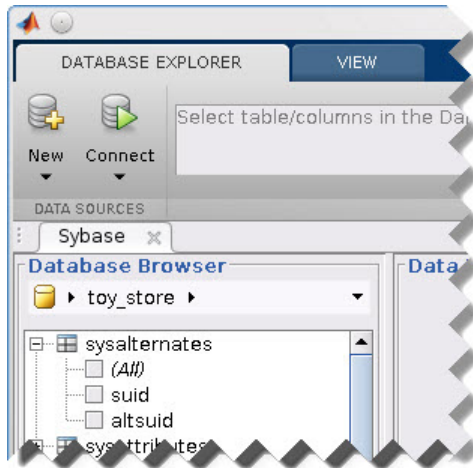 DATABASE EXPLORER
VIEW
New
Connect
Select table/columns in the Da
DATA SOURCES
Sybase
Database Browser
Data
toy_store
sysalternates
(All)
suid
altsuid
sysattributes